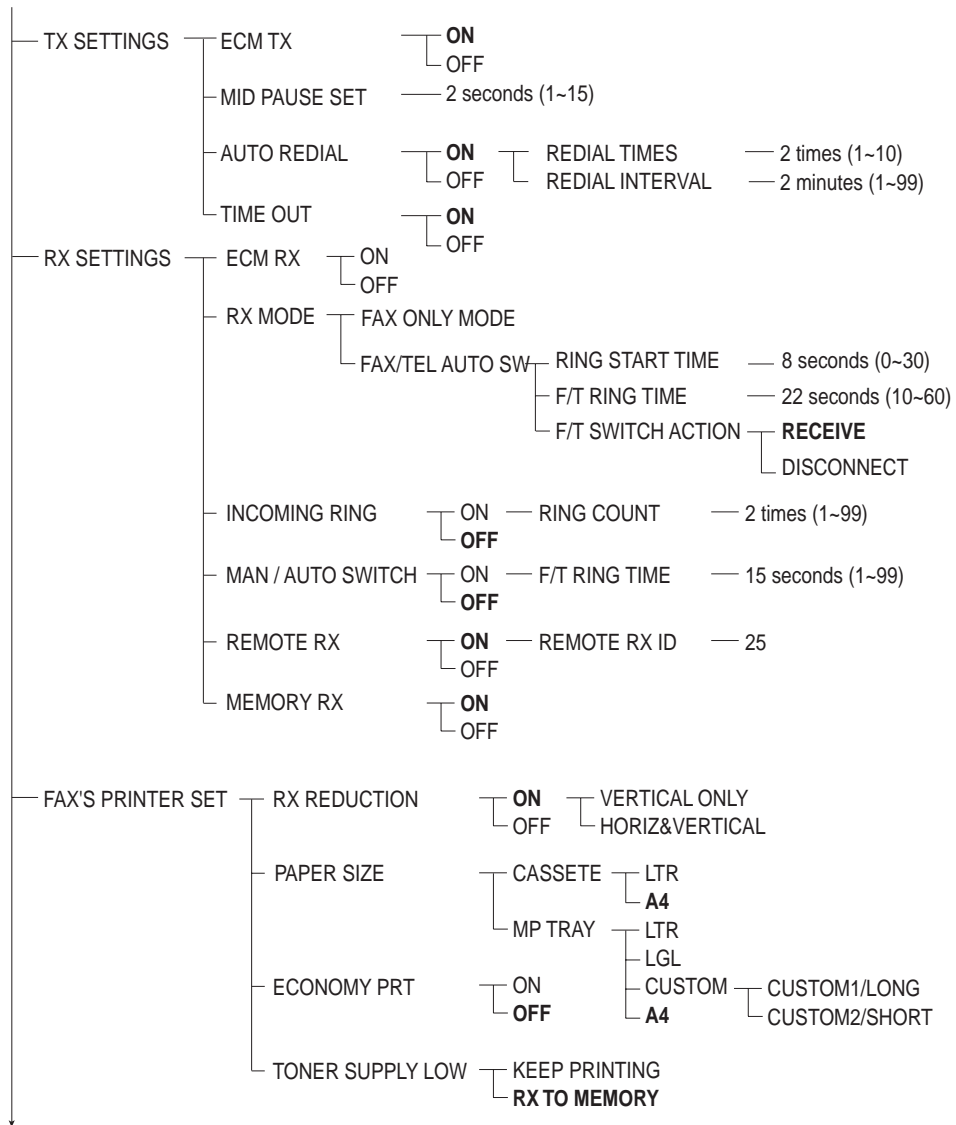 TX SETTINGS ECM TX ON
OFF
MID PAUSE SET 2 seconds (1~15)
AUTO REDIAL ON REDIAL TIMES 2 times (1~10)
OFF REDIAL INTERVAL 2 minutes (1~99)
TIME OUT ON
OFF
RX SETTINGS ECM RX ON
OFF
RX MODE FAX ONLY MODE
FAX/TEL AUTO SW RING START TIME 8 seconds (0~30)
F/T RING TIME 22 seconds (10~60)
F/T SWITCH ACTION RECEIVE
DISCONNECT
INCOMING RING ON RING COUNT 2 times (1~99)
OFF
MAN / AUTO SWITCH ON F/T RING TIME 15 seconds (1~99)
OFF
REMOTE RX ON REMOTE RX ID 25
OFF
MEMORY RX ON
OFF
FAX'S PRINTER SET RX REDUCTION ON VERTICAL ONLY
OFF HORIZ&VERTICAL
PAPER SIZE CASSETE LTR
A4
MP TRAY LTR
LGL
ECONOMY PRT ON CUSTOM CUSTOM1/LONG
OFF A4 CUSTOM2/SHORT
TONER SUPPLY LOW KEEP PRINTING
RX TO MEMORY